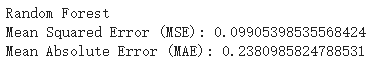 Random Forest
Mean Squared Error (MSE): 0.09905398535568424
Mean Absolute Error (MAE): 0.2380985824788531